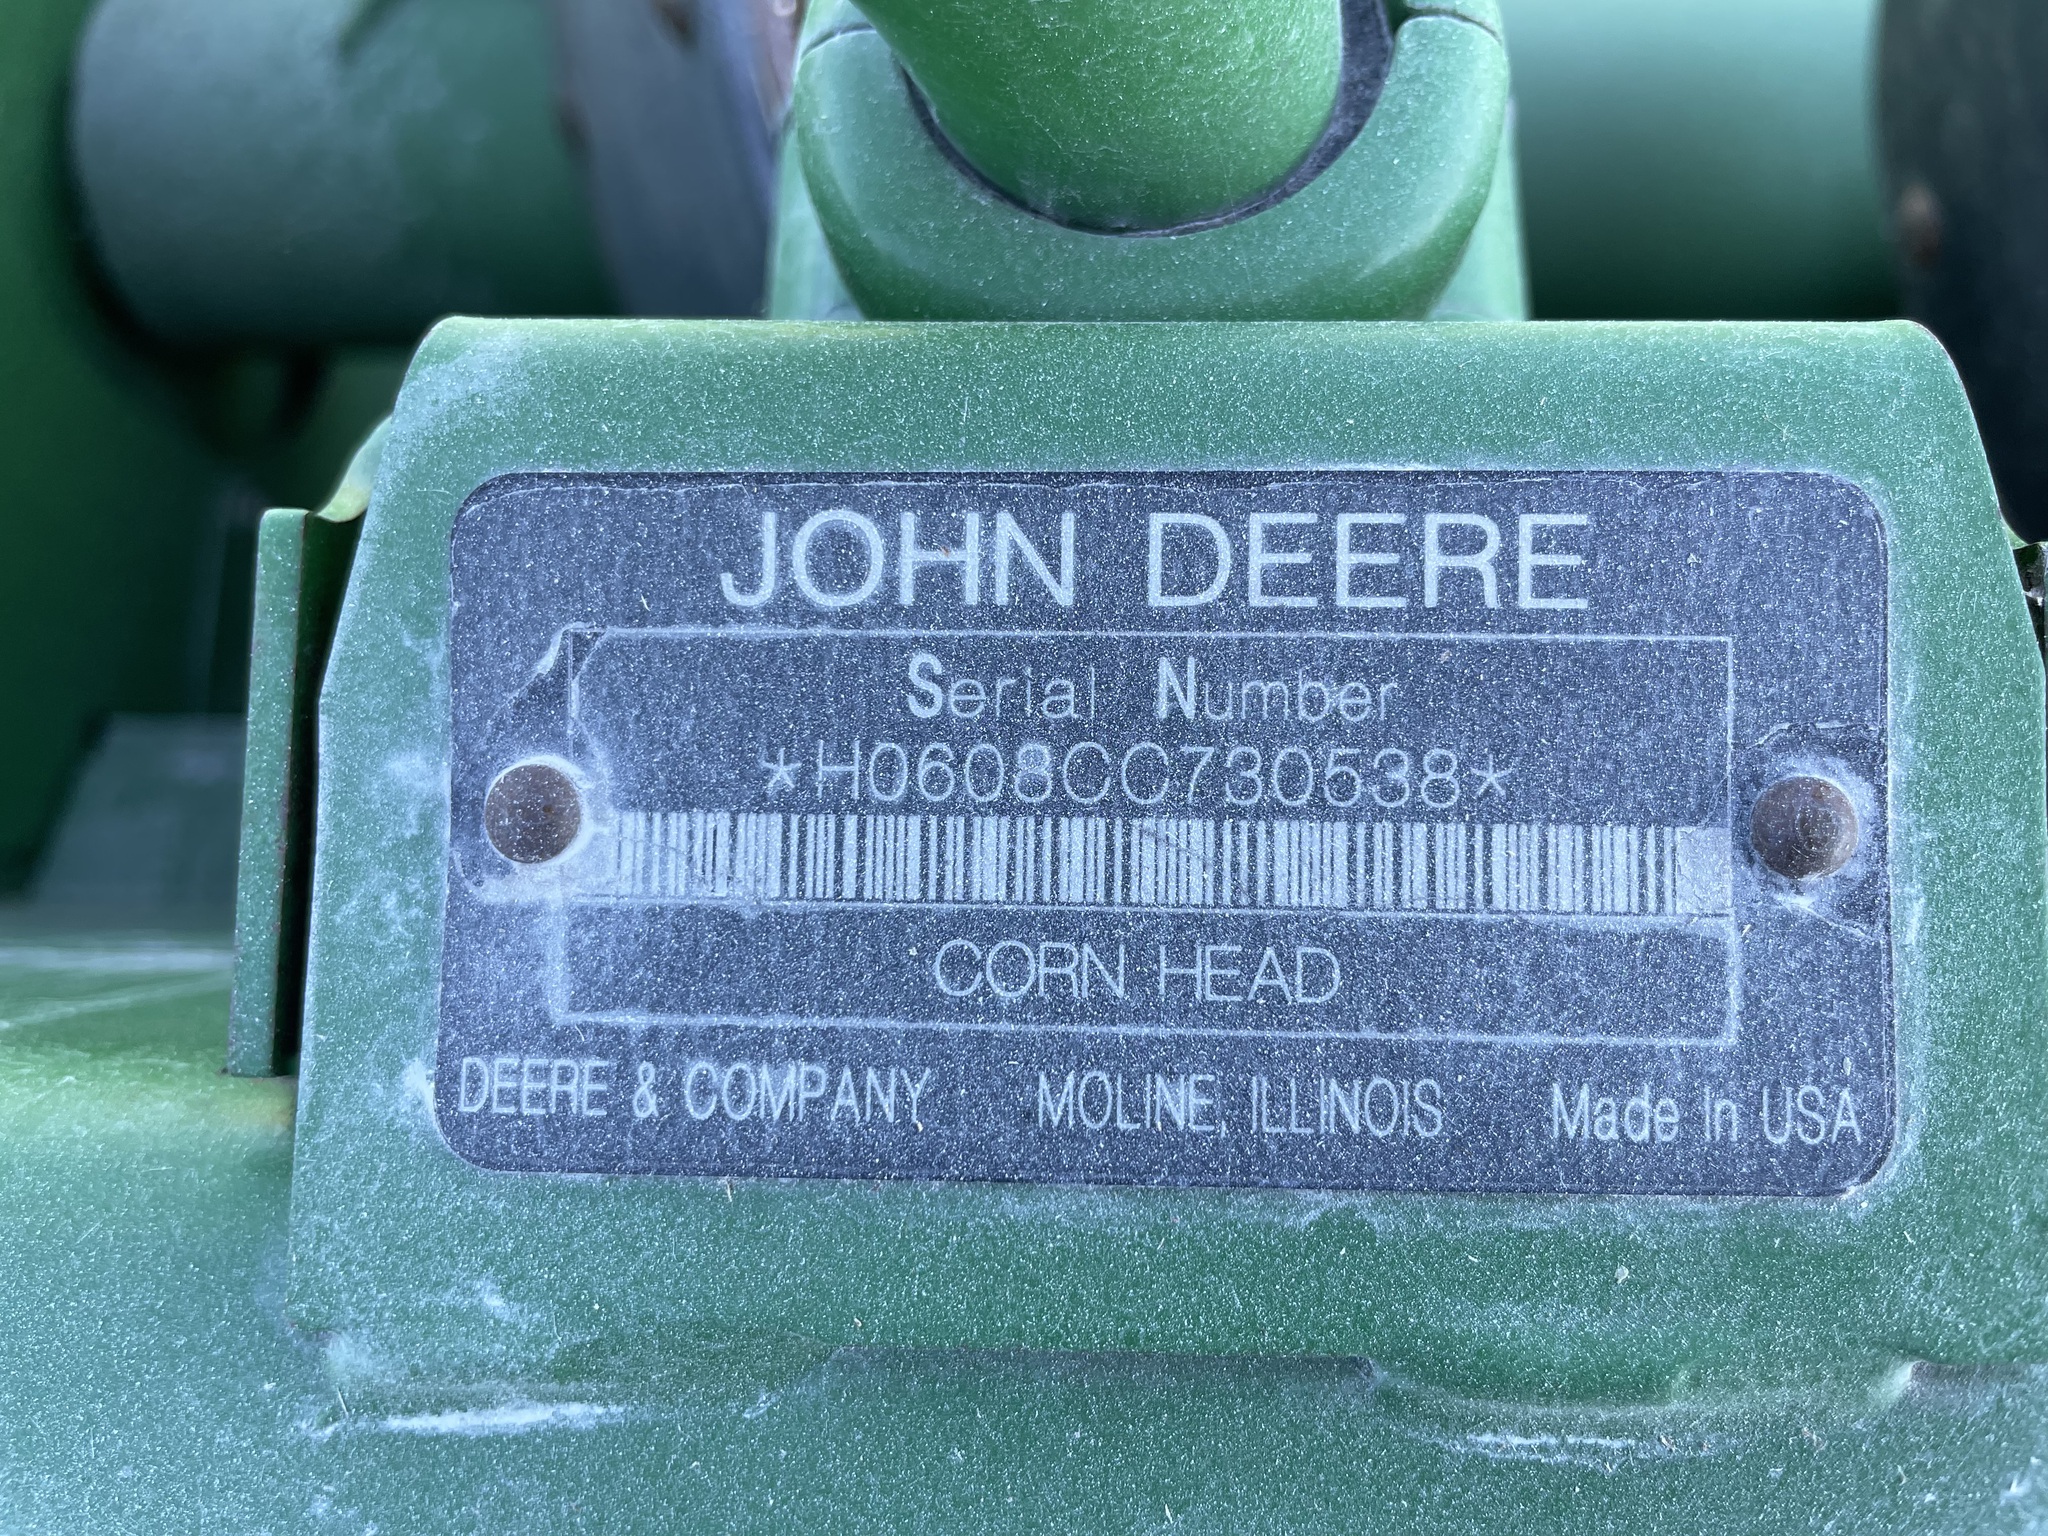 JOHN DEERE
Serial Number
*H0608CC730538*
CORN HEAD
DEERE & COMPANY MOLINE, ILLINOIS Made in USA